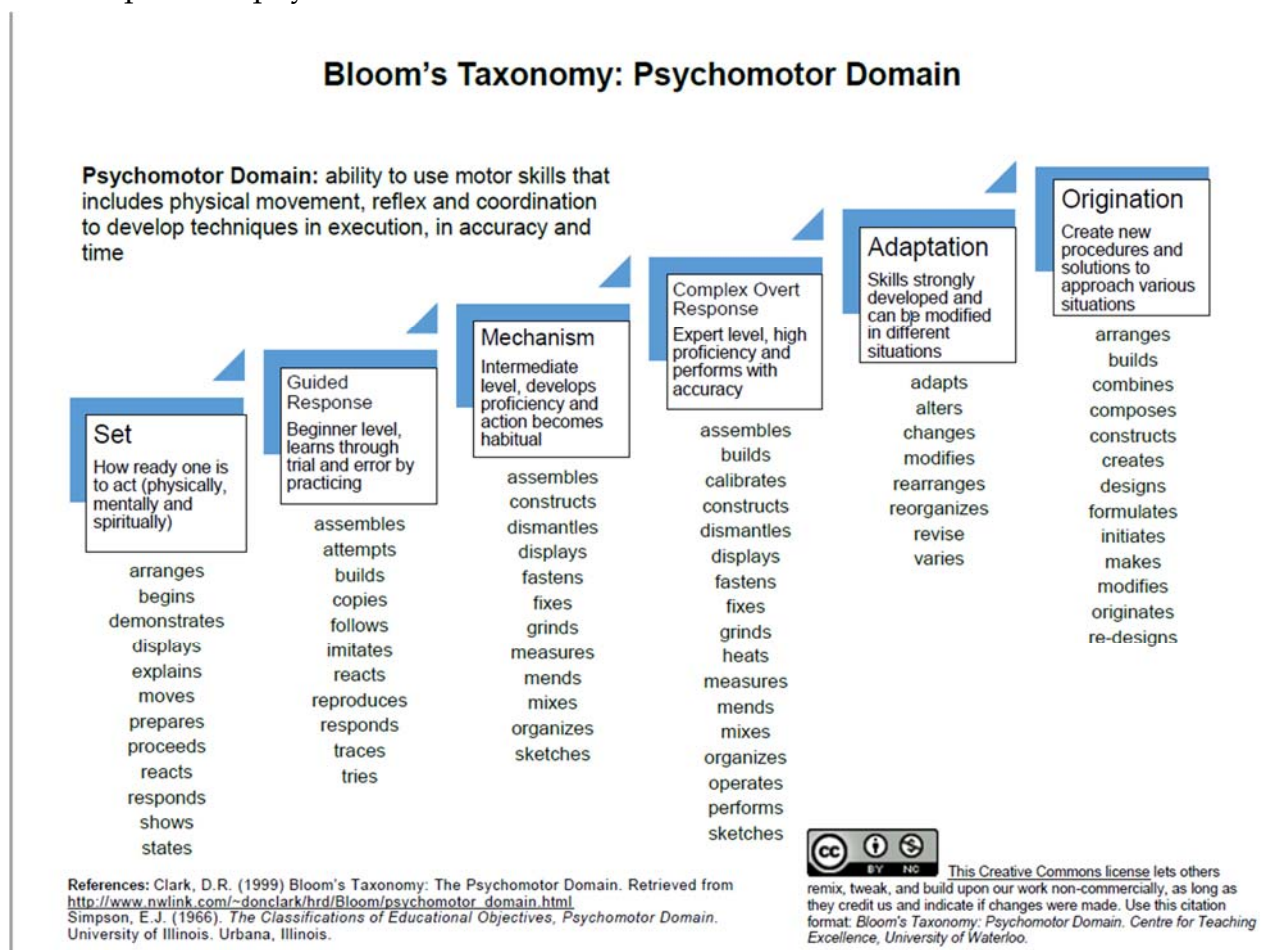 Bloom's Taxonomy: Psychomotor Domain
Psychomotor Domain: ability to use motor skills that
includes physical movement, reflex and coordination
to develop techniques in execution, in accuracy and
time
Set
How ready one is
to act (physically,
mentally and
spiritually)
arranges
begins
demonstrates
displays
explains
moves
prepares
proceeds
reacts
responds
shows
states
Guided
Response
Beginner level,
learns through
trial and error by
practicing
assembles
attempts
builds
copies
follows
imitates
reacts
reproduces
responds
traces
tries
Mechanism
Intermediate
level, develops
proficiency and
action becomes
habitual
assembles
constructs
dismantles
displays
fastens
fixes
grinds
measures
mends
mixes
organizes
sketches
Complex Overt
Response
Expert level, high
proficiency and
performs with
accuracy
assembles
builds
calibrates
constructs
dismantles
displays
fastens
fixes
grinds
heats
measures
mends
mixes
organizes
operates
performs
sketches
Adaptation
Skills strongly
developed and
can be modified
in different
situations
adapts
alters
changes
modifies
rearranges
reorganizes
revise
varies
Origination
Create new
procedures and
solutions to
approach various
situations
arranges
builds
combines
composes
constructs
creates
designs
formulates
initiates
makes
modifies
originates
re-designs
References: Clark, D.R. (1999) Bloom's Taxonomy: The Psychomotor Domain. Retrieved from
http://www.nwlink.com/~donclark/hrd/Bloom/psychomotor_domain.html
Simpson, E.J. (1966). The Classifications of Educational Objectives, Psychomotor Domain.
University of Illinois. Urbana, Illinois.
cc BY NC
This Creative Commons license lets others
remix, tweak, and build upon our work non-commercially, as long as
they credit us and indicate if changes were made. Use this citation
format: Bloom's Taxonomy: Psychomotor Domain. Centre for Teaching
Excellence, University of Waterloo.